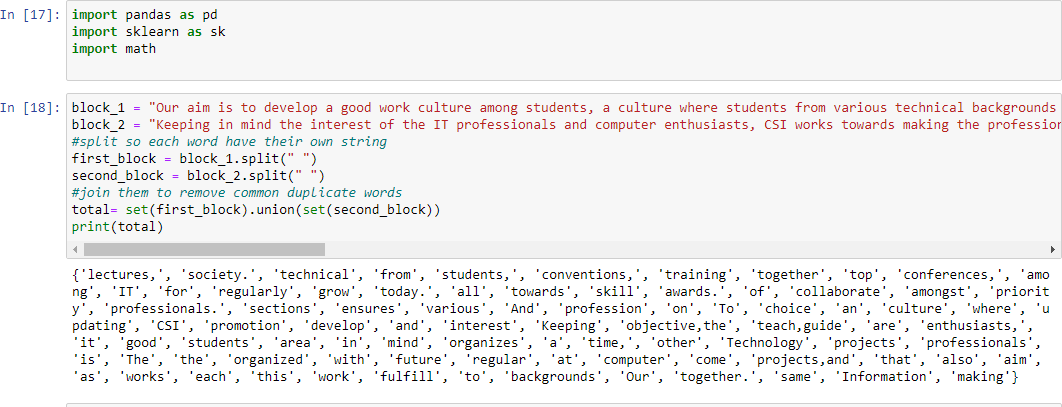 In [17]: import pandas as pd
import sklearn as sk
import math
In [18]: block_1 = "Our aim is to develop a good work culture among students, a culture where students from various technical backgrounds
block_2 = "Keeping in mind the interest of the IT professionals and computer enthusiasts, CSI works towards making the profession
#split so each word have their own string
first_block = block_1.split(" ")
second_block = block_2.split(" ")
#join them to remove common duplicate words
total= set(first_block).union(set(second_block))
print(total)
{'lectures,', 'society.', 'technical', 'from', 'students,', 'conventions,', 'training', 'together', 'top', 'conferences,', 'amo
ng', 'IT', 'for', 'regularly', 'grow', 'today.', 'all', 'towards', 'skill', 'awards.', 'of', 'collaborate', 'amongst', 'priorit
y', 'professionals.', 'sections', 'ensures', 'various', 'And', 'profession', 'on', 'To', 'choice', 'an', 'culture', 'where', 'u
pdating', 'CSI', 'promotion', 'develop', 'and', 'interest', 'Keeping', 'objective,the', 'teach,guide', 'are', 'enthusiasts,',
'it', 'good', 'students', 'area', 'in', 'mind', 'organizes', 'a', 'time,', 'other', 'Technology', 'projects', 'professionals',
'is', 'The', 'the', 'organized', 'with', 'future', 'regular', 'at', 'computer', 'come', 'projects,and', 'that', 'also', 'aim',
'as', 'works', 'each', 'this', 'work', 'fulfill', 'to', 'backgrounds', 'Our', 'together.', 'same', 'Information', 'making'}